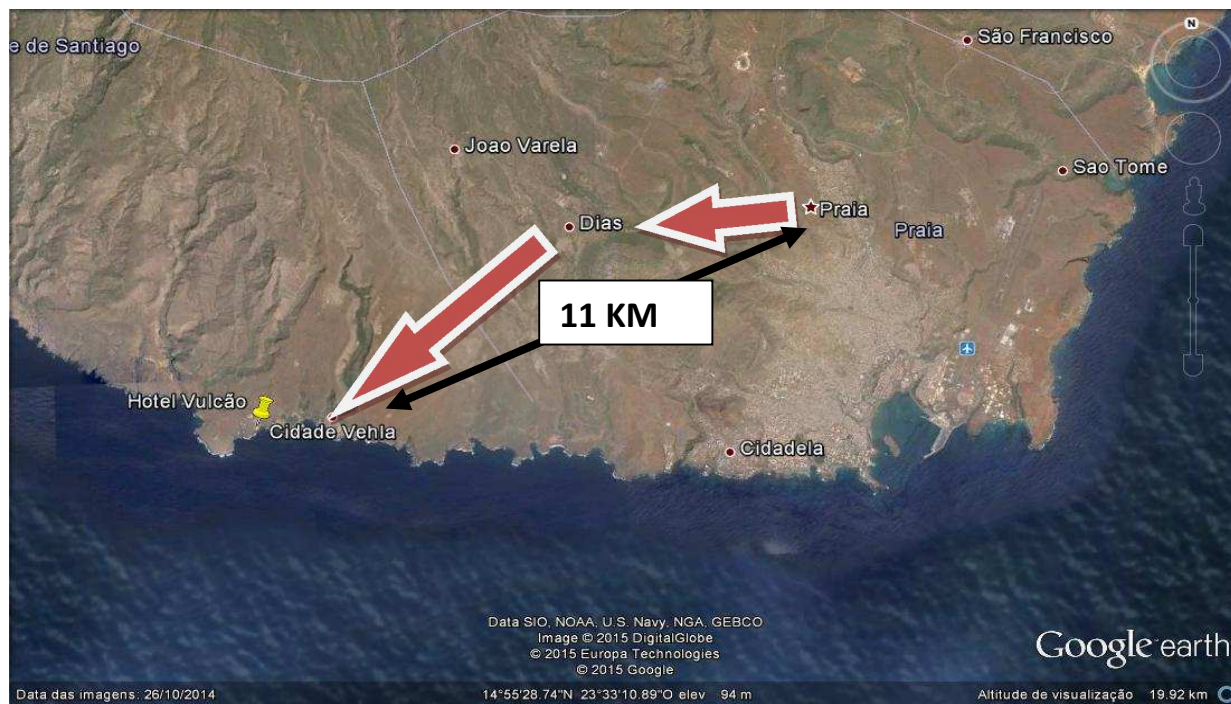 N
São Francisco
e de Santiago
Joao Varela
Sao Tome
Praia
Dias
Praia
11 KM
Hotel Vulcão
Cidade Vehla
Cidadela
Data SIO, NOAA, U.S. Navy, NGA, GEBCO
Image © 2015 DigitalGlobe
© 2015 Europa Technologies
© 2015 Google
Google earth
Data das imagens: 26/10/2014 14°55'28.74"N 23°33'10.89"O elev 94 m Altitude de visualização 19.92 km